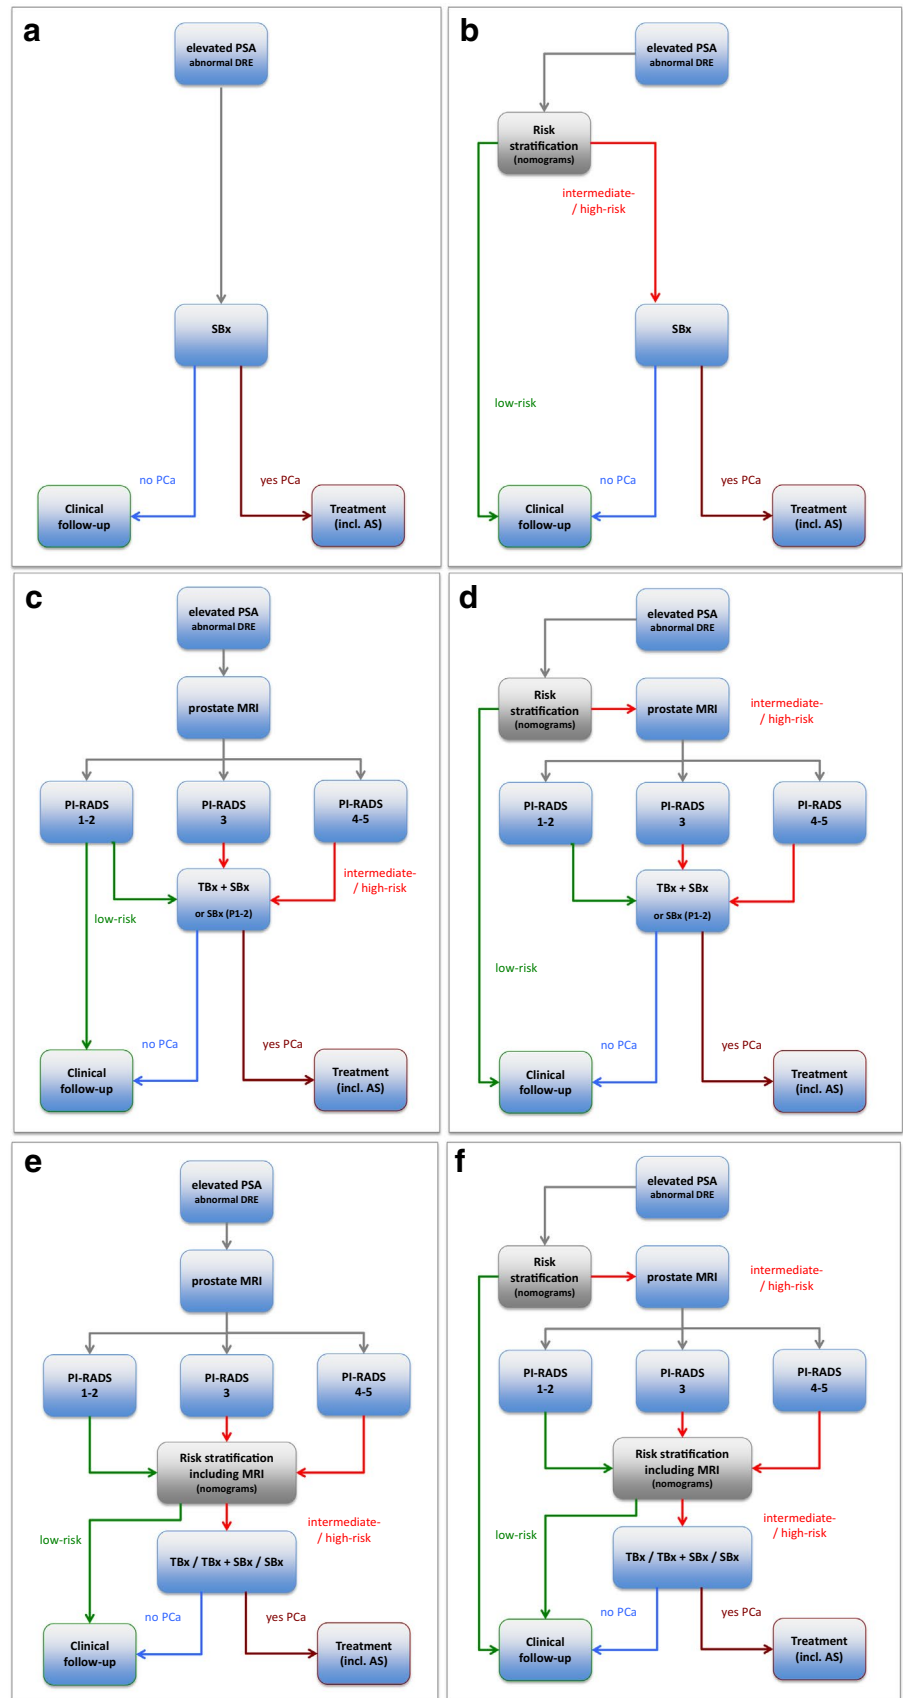 a
elevated PSA
abnormal DRE
SBx
no PCa
yes PCa
Clinical
follow-up
Treatment
(incl. AS)
b
elevated PSA
abnormal DRE
Risk
stratification
(nomograms)
intermediate-
/ high-risk
SBx
low-risk
no PCa
yes PCa
Clinical
follow-up
Treatment
(incl. AS)
c
elevated PSA
abnormal DRE
prostate MRI
PI-RADS
1-2
PI-RADS
3
PI-RADS
4-5
intermediate-
/ high-risk
TBx + SBx
or SBx (P1-2)
low-risk
no PCa
yes PCa
Clinical
follow-up
Treatment
(incl. AS)
d
elevated PSA
abnormal DRE
Risk
stratification
(nomograms)
prostate MRI
intermediate-
/ high-risk
PI-RADS
1-2
PI-RADS
3
PI-RADS
4-5
TBx + SBx
or SBx (P1-2)
low-risk
no PCa
yes PCa
Clinical
follow-up
Treatment
(incl. AS)
e
elevated PSA
abnormal DRE
prostate MRI
PI-RADS
1-2
PI-RADS
3
PI-RADS
4-5
Risk stratification
including MRI
(nomograms)
low-risk
intermediate-
/ high-risk
TBx / TBx + SBx / SBx
no PCa
yes PCa
Clinical
follow-up
Treatment
(incl. AS)
f
elevated PSA
abnormal DRE
Risk
stratification
(nomograms)
prostate MRI
intermediate-
/ high-risk
PI-RADS
1-2
PI-RADS
3
PI-RADS
4-5
Risk stratification
including MRI
(nomograms)
low-risk
intermediate-
/ high-risk
TBx / TBx + SBx / SBx
no PCa
yes PCa
Clinical
follow-up
Treatment
(incl. AS)